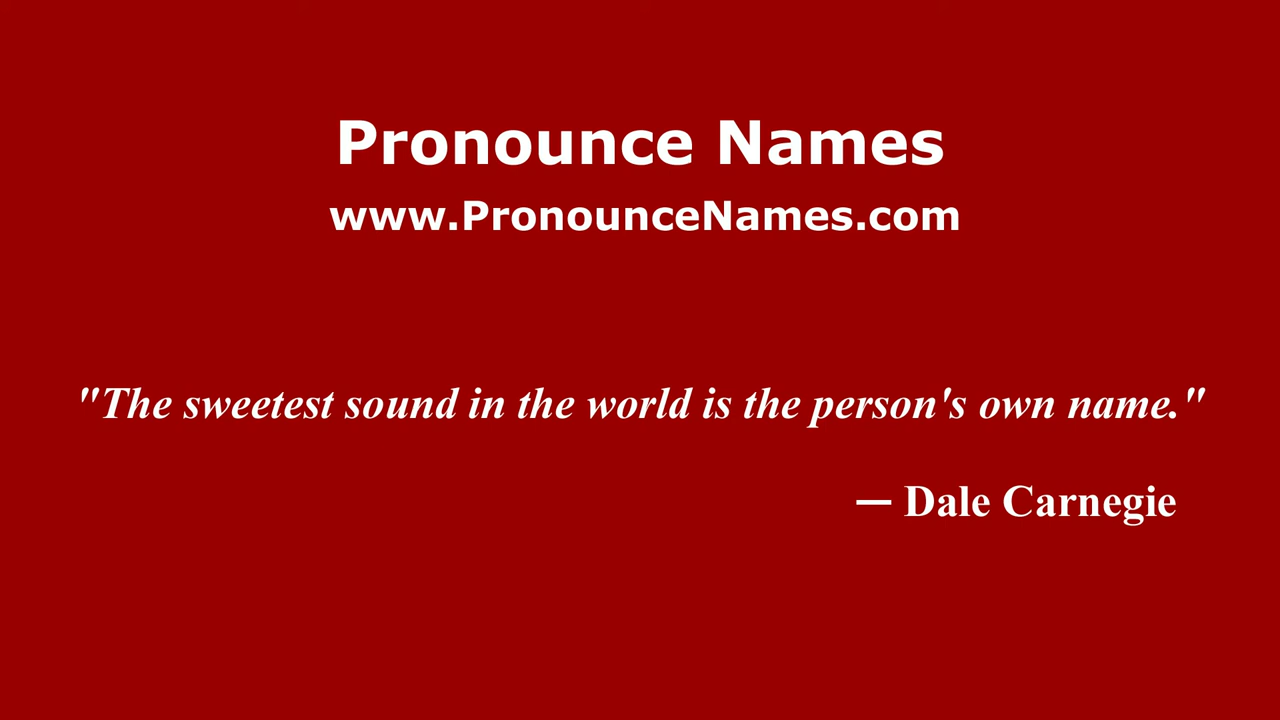 Pronounce Names
www.PronounceNames.com
"The sweetest sound in the world is the person's own name."
— Dale Carnegie